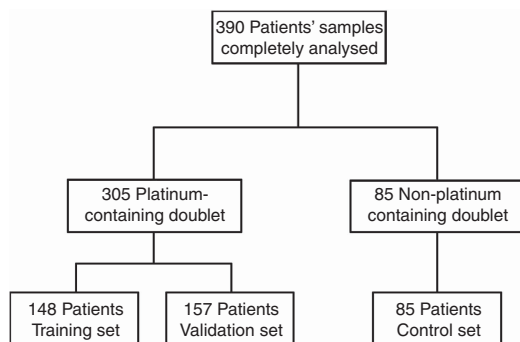 390 Patients' samples
completely analysed
305 Platinum-
containing doublet
85 Non-platinum
containing doublet
148 Patients
Training set
157 Patients
Validation set
85 Patients
Control set